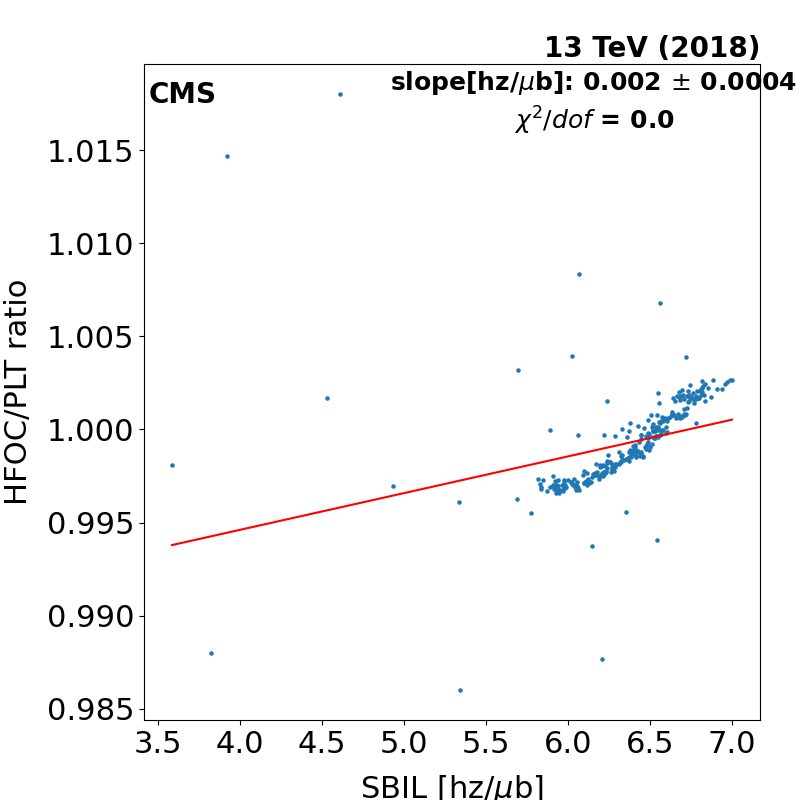 13 TeV (2018)
CMS
slope[hz/μb]: 0.002 ± 0.0004
χ²/dof = 0.0
HFOC/PLT ratio
1.015
1.010
1.005
1.000
0.995
0.990
0.985
3.5 4.0 4.5 5.0 5.5 6.0 6.5 7.0
SBIL [hz/μb]